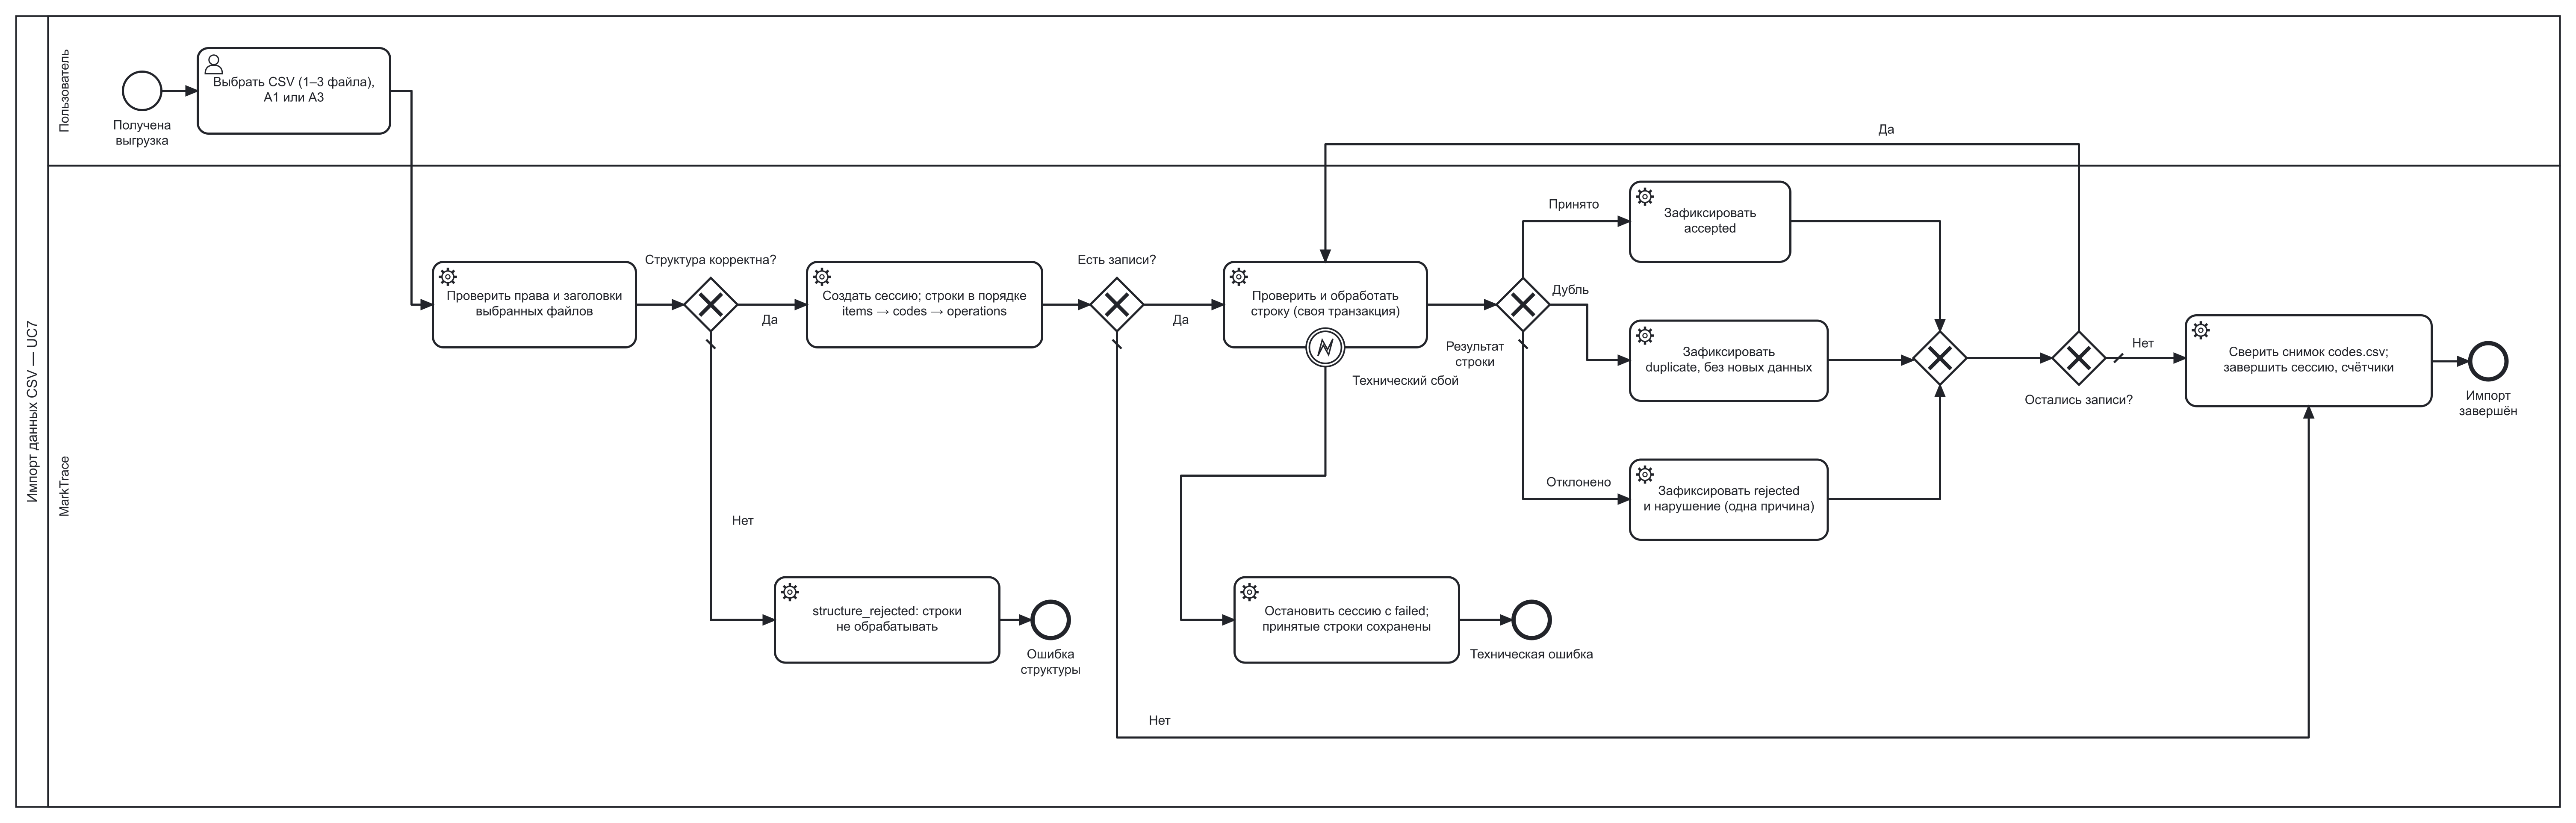 Импорт данных CSV — UC7
Пользователь
Получена
выгрузка
Выбрать CSV (1–3 файла),
A1 или A3
MarkTrace
Проверить права и заголовки
выбранных файлов
Структура корректна?
Да
Нет
structure_rejected: строки
не обрабатывать
Ошибка
структуры
Создать сессию; строки в порядке
items → codes → operations
Есть записи?
Да
Нет
Проверить и обработать
строку (своя транзакция)
Технический сбой
Остановить сессию с failed;
принятые строки сохранены
Техническая ошибка
Результат
строки
Принято
Зафиксировать
accepted
Дубль
Зафиксировать
duplicate, без новых данных
Отклонено
Зафиксировать rejected
и нарушение (одна причина)
Остались записи?
Да
Нет
Сверить снимок codes.csv;
завершить сессию, счётчики
Импорт
завершён